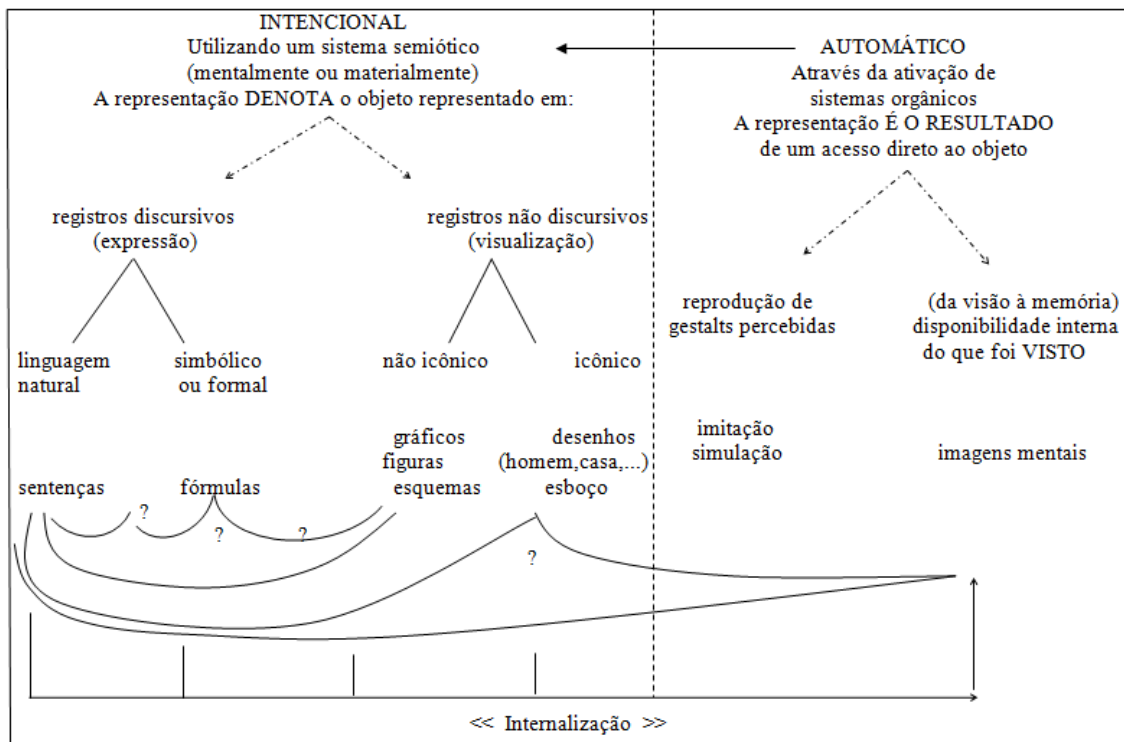 INTENCIONAL
Utilizando um sistema semiótico
(mentalmente ou materialmente)
A representação DENOTA o objeto representado em:
AUTOMÁTICO
Através da ativação de
sistemas orgânicos
A representação É O RESULTADO
de um acesso direto ao objeto
registros discursivos
(expressão)
registros não discursivos
(visualização)
reprodução de
gestalts percebidas
(da visão à memória)
disponibilidade interna
do que foi VISTO
linguagem
natural
simbólico
ou formal
não icônico
icônico
gráficos
figuras
esquemas
desenhos
(homem,casa,...)
esboço
imitação
simulação
imagens mentais
sentenças
fórmulas
?
?
?
?
<< Internalização >>